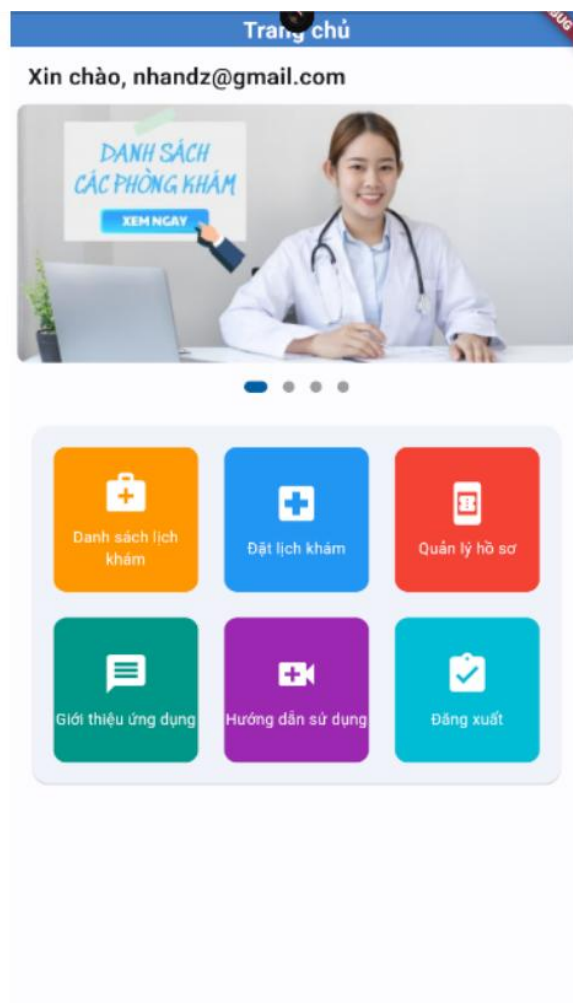 Trang chủ
Xin chào, nhandz@gmail.com
DANH SÁCH
CÁC PHÒNG KHÁM
XEM NGAY
Danh sách lịch
khám
Đặt lịch khám
Quản lý hồ sơ
Giới thiệu ứng dụng
Hướng dẫn sử dụng
Đăng xuất